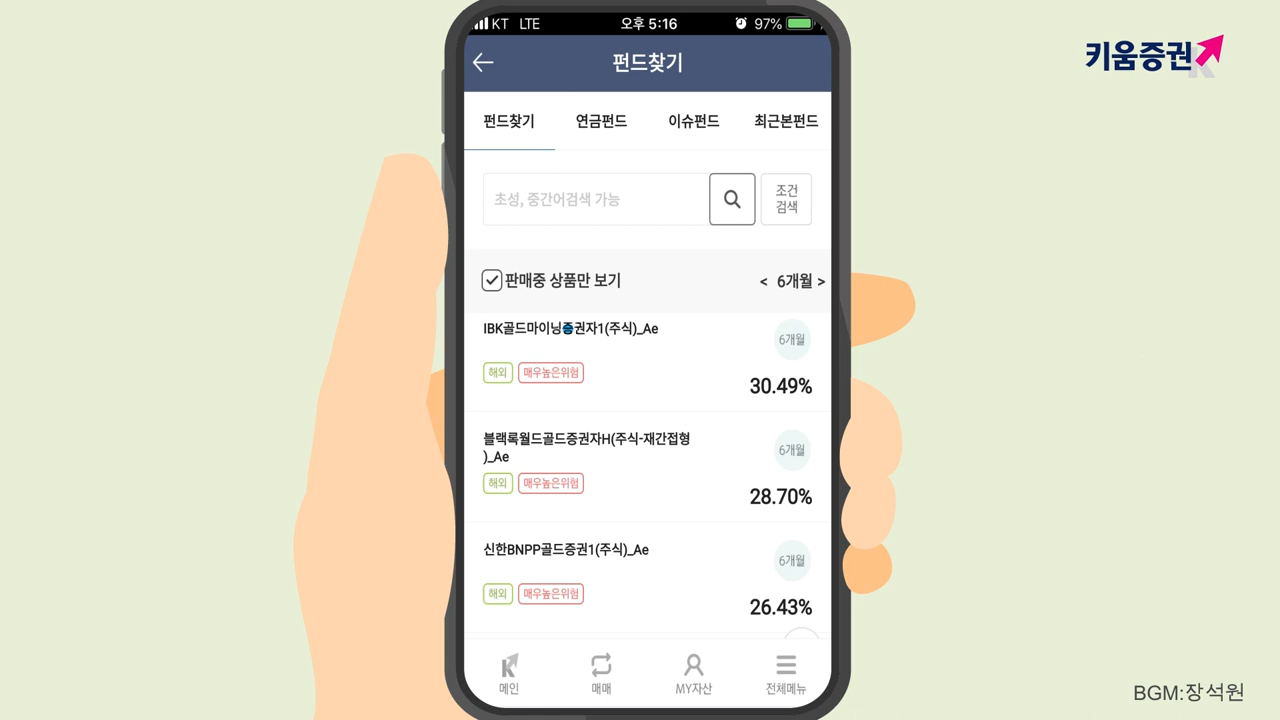 KT LTE 오후 5:16 97%
키움증권
펀드찾기
펀드찾기 연금펀드 이슈펀드 최근본펀드
초성, 중간어검색 가능
조건
검색
판매중 상품만 보기 < 6개월 >
IBK골드마이닝증권자1(주식)_Ae
6개월
해외 매우높은위험
30.49%
블랙록월드골드증권자H(주식-재간접형
)_Ae
6개월
해외 매우높은위험
28.70%
신한BNPP골드증권1(주식)_Ae
6개월
해외 매우높은위험
26.43%
메인 매매 MY자산 전체메뉴
BGM:장석원